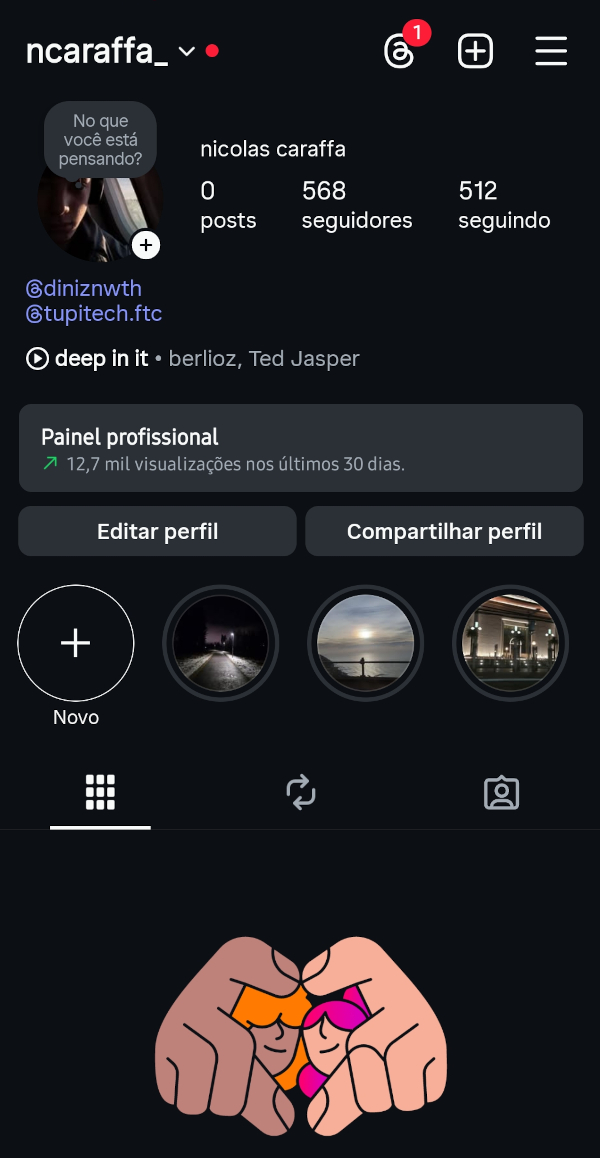 ncaraffa_
1
No que
você está
pensando?
nicolas caraffa
0 568 512
posts seguidores seguindo
@diniznwth
@tupitech.ftc
deep in it • berlioz, Ted Jasper
Painel profissional
12,7 mil visualizações nos últimos 30 dias.
Editar perfil Compartilhar perfil
Novo